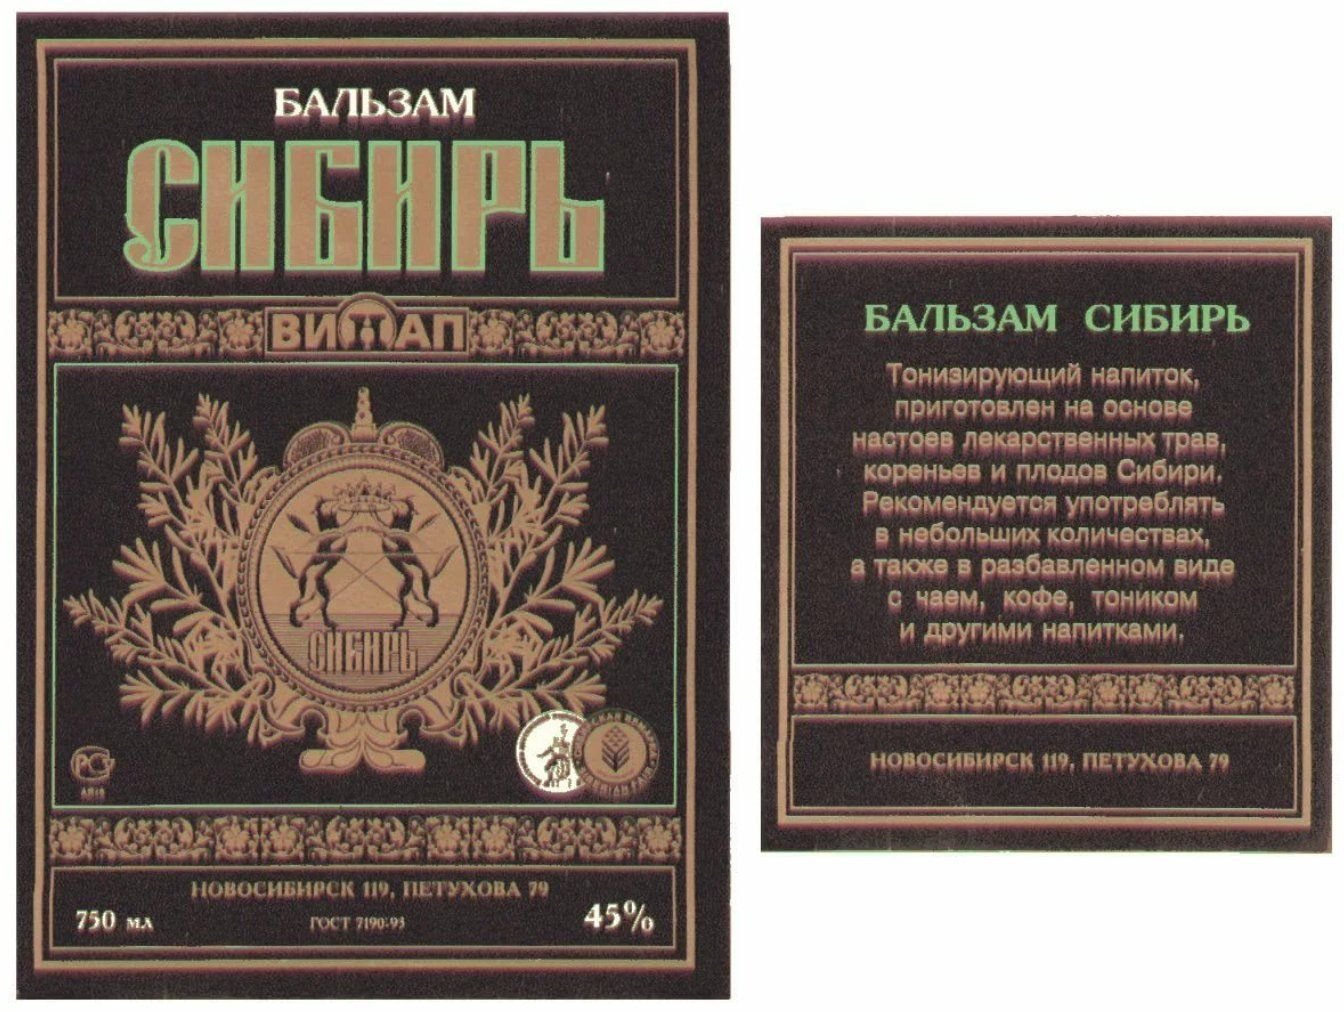 БАЛЬЗАМ
СИБИРЬ
ВИТАП
СИБИРЬ
РСТ
НОВОСИБИРСК 119, ПЕТУХОВА 79
750 мл
ГОСТ 7190-93
45%
БАЛЬЗАМ СИБИРЬ
Тонизирующий напиток,
приготовлен на основе
настоев лекарственных трав,
кореньев и плодов Сибири.
Рекомендуется употреблять
в небольших количествах,
а также в разбавленном виде
с чаем, кофе, тоником
и другими напитками.
НОВОСИБИРСК 119, ПЕТУХОВА 79